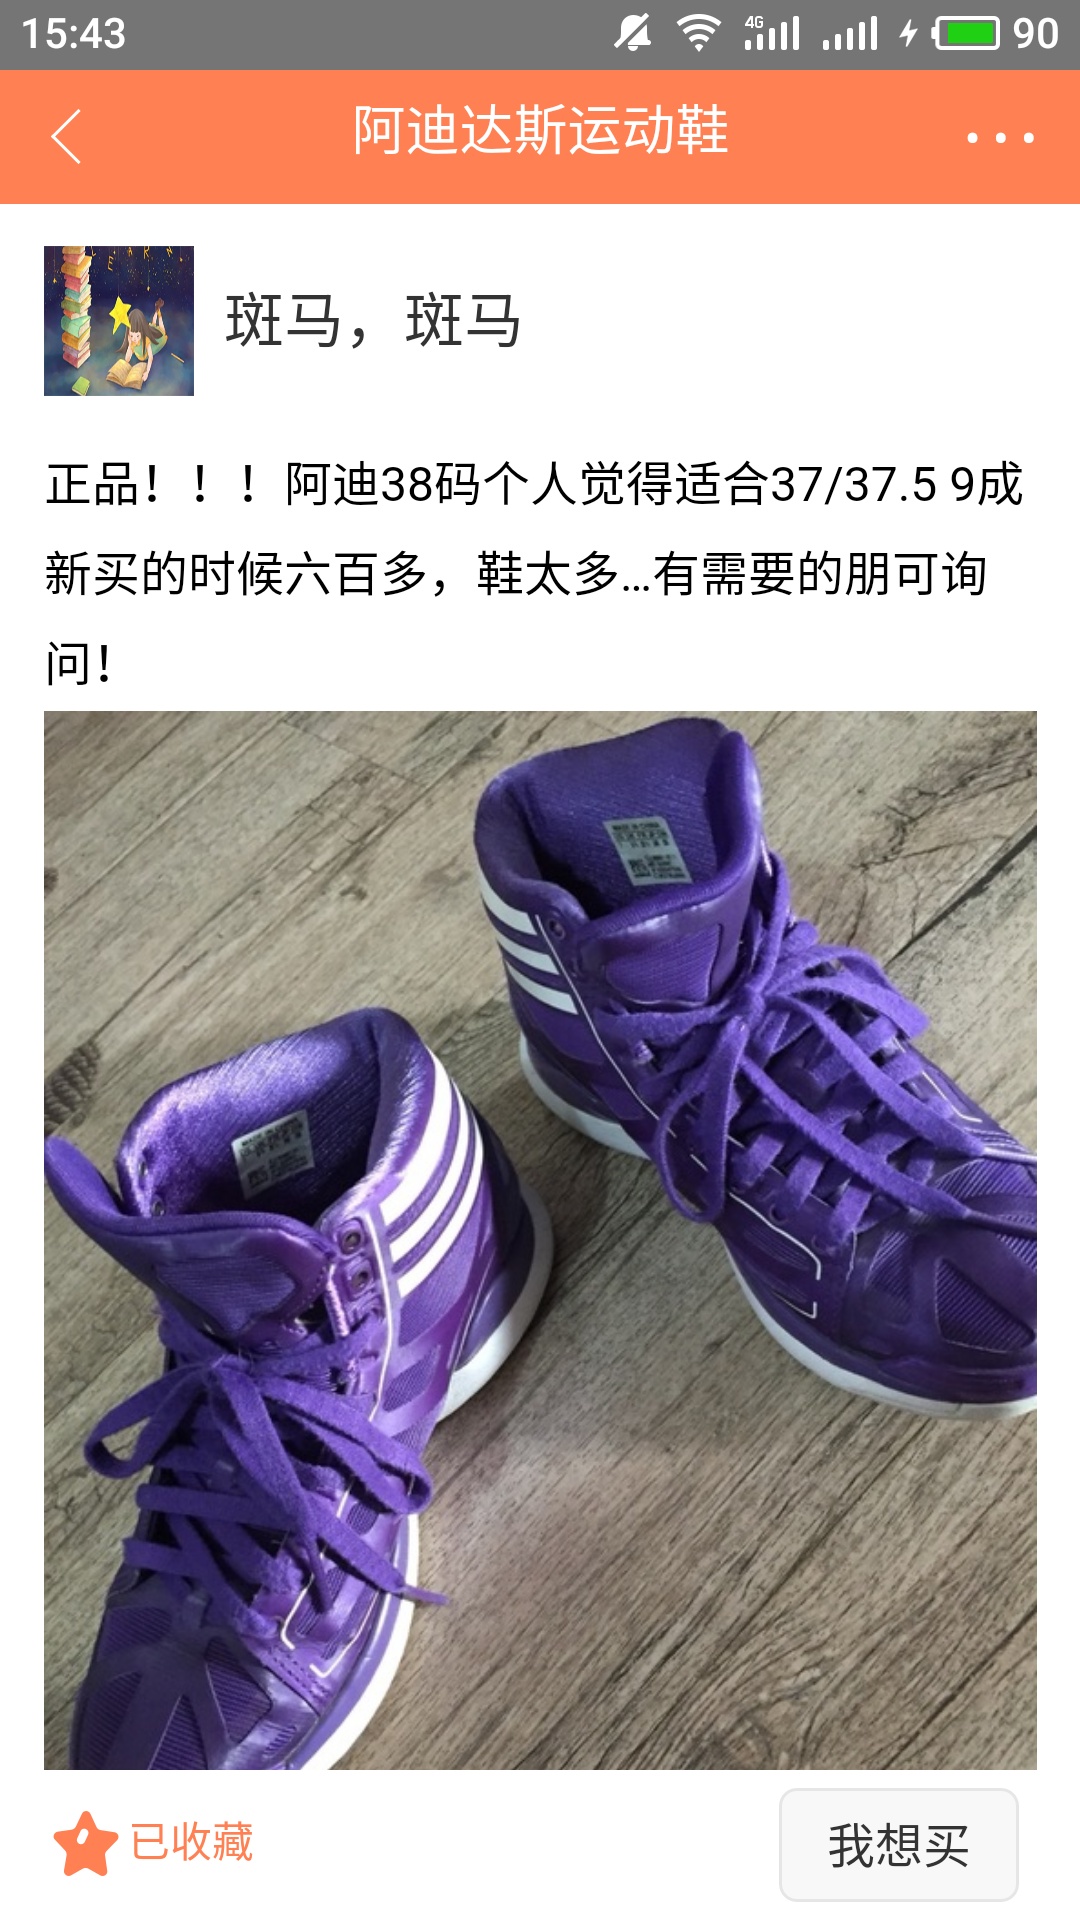 15:43
4G
90
阿迪达斯运动鞋
斑马，斑马
正品！！！阿迪38码个人觉得适合37/37.5 9成
新买的时候六百多，鞋太多...有需要的朋可询
问！
已收藏
我想买